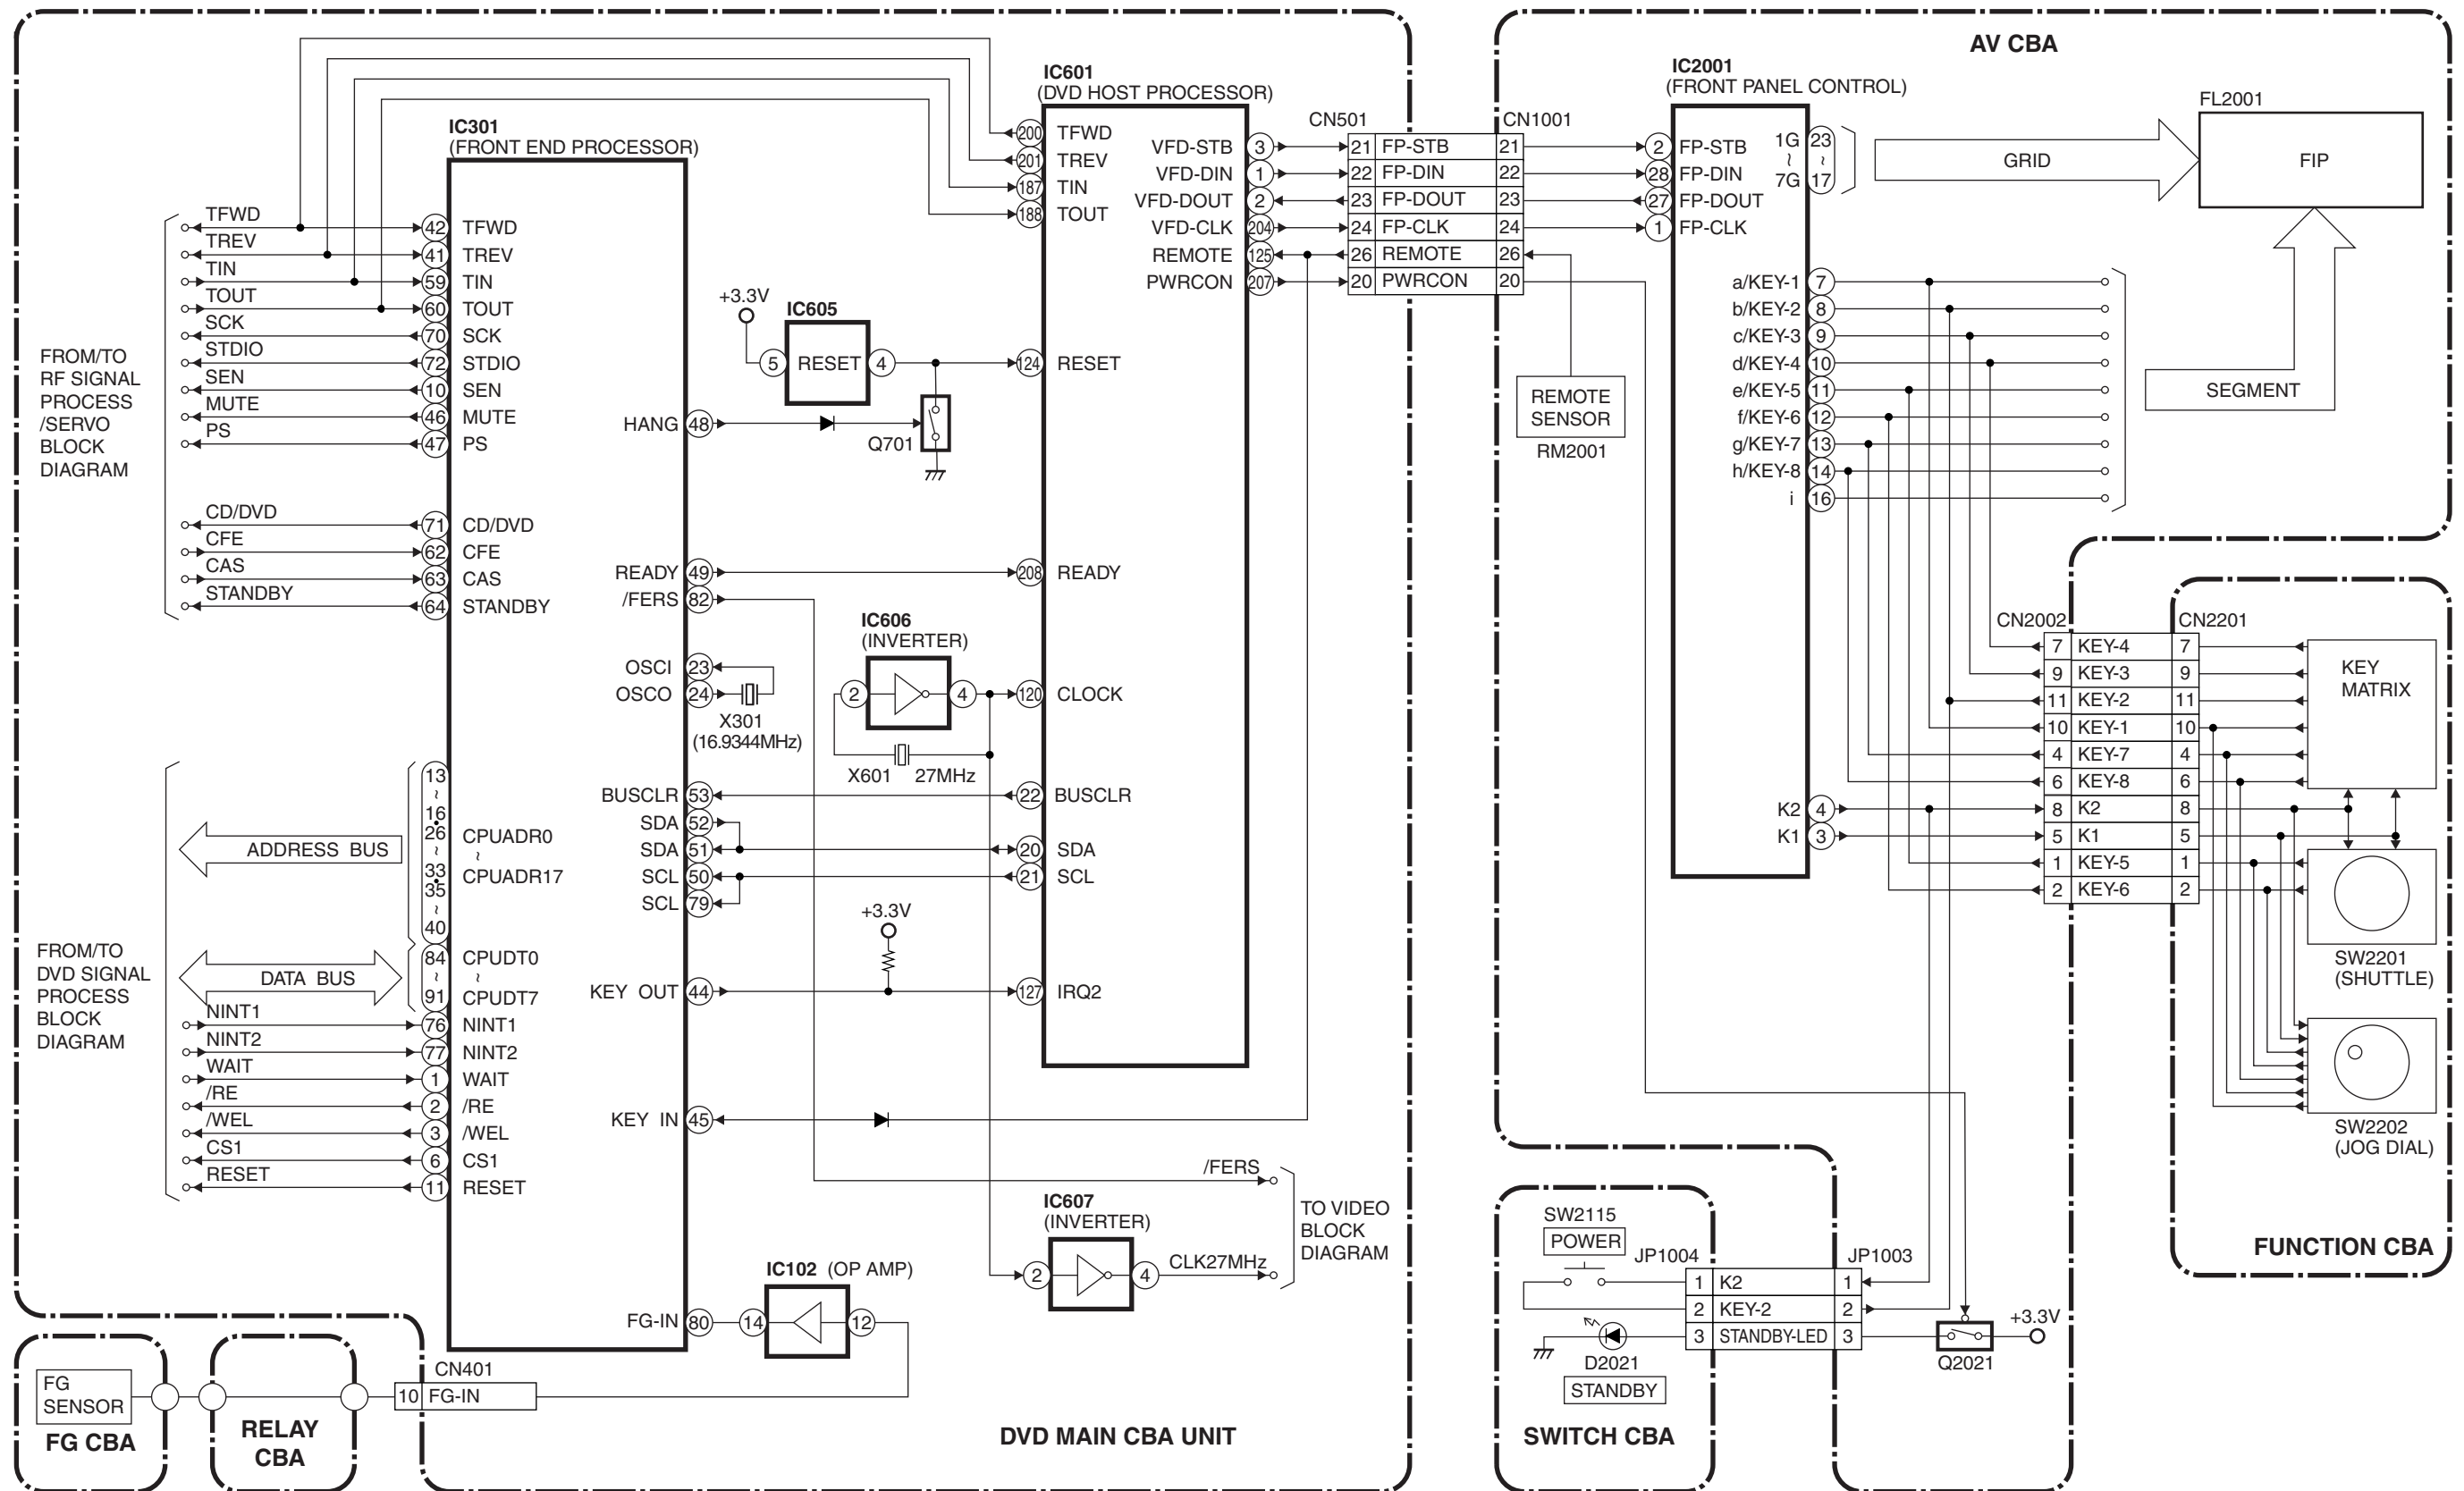 AV CBA
IC301
(FRONT END PROCESSOR)
TFWD
TREV
TIN
TOUT
SCK
STDIO
SEN
MUTE
PS
CD/DVD
CFE
CAS
STANDBY
FROM/TO
RF SIGNAL
PROCESS
/SERVO
BLOCK
DIAGRAM
42 TFWD
41 TREV
59 TIN
60 TOUT
70 SCK
72 STDIO
10 SEN
46 MUTE
47 PS
71 CD/DVD
62 CFE
63 CAS
64 STANDBY
ADDRESS BUS
13
~
16
26
~
33
35
~
40
CPUADR0
~
CPUADR17
FROM/TO
DVD SIGNAL
PROCESS
BLOCK
DIAGRAM
DATA BUS
84 CPUDT0
~ ~
91 CPUDT7
NINT1
NINT2
WAIT
/RE
/WEL
CS1
RESET
76 NINT1
77 NINT2
1 WAIT
2 /RE
3 /WEL
6 CS1
11 RESET
HANG 48
READY 49
/FERS 82
OSCI 23
OSCO 24
X301
(16.9344MHz)
BUSCLR 53
SDA 52
SDA 51
SCL 50
SCL 79
KEY OUT 44
KEY IN 45
FG-IN 80
+3.3V
IC605
5 RESET 4
Q701
IC606
(INVERTER)
2 4
X601 27MHz
+3.3V
IC102 (OP AMP)
14 12
IC601
(DVD HOST PROCESSOR)
200 TFWD
201 TREV
187 TIN
188 TOUT
124 RESET
208 READY
120 CLOCK
22 BUSCLR
20 SDA
21 SCL
127 IRQ2
VFD-STB 3
VFD-DIN 1
VFD-DOUT 2
VFD-CLK 204
REMOTE 125
PWRCON 207
/FERS
IC607
(INVERTER)
2 4
CLK27MHz
TO VIDEO
BLOCK
DIAGRAM
CN501 CN1001
21 FP-STB 21
22 FP-DIN 22
23 FP-DOUT 23
24 FP-CLK 24
26 REMOTE 26
20 PWRCON 20
REMOTE
SENSOR
RM2001
IC2001
(FRONT PANEL CONTROL)
2 FP-STB
28 FP-DIN
27 FP-DOUT
1 FP-CLK
1G 23
~ ~
7G 17
GRID
FL2001
FIP
SEGMENT
a/KEY-1 7
b/KEY-2 8
c/KEY-3 9
d/KEY-4 10
e/KEY-5 11
f/KEY-6 12
g/KEY-7 13
h/KEY-8 14
i 16
K2 4
K1 3
CN2002 CN2201
7 KEY-4 7
9 KEY-3 9
11 KEY-2 11
10 KEY-1 10
4 KEY-7 4
6 KEY-8 6
8 K2 8
5 K1 5
1 KEY-5 1
2 KEY-6 2
KEY
MATRIX
SW2201
(SHUTTLE)
SW2202
(JOG DIAL)
FUNCTION CBA
SW2115
POWER
JP1004 JP1003
1 K2 1
2 KEY-2 2
3 STANDBY-LED 3
D2021
STANDBY
Q2021
+3.3V
SWITCH CBA
FG
SENSOR
FG CBA
RELAY
CBA
CN401
10 FG-IN
DVD MAIN CBA UNIT